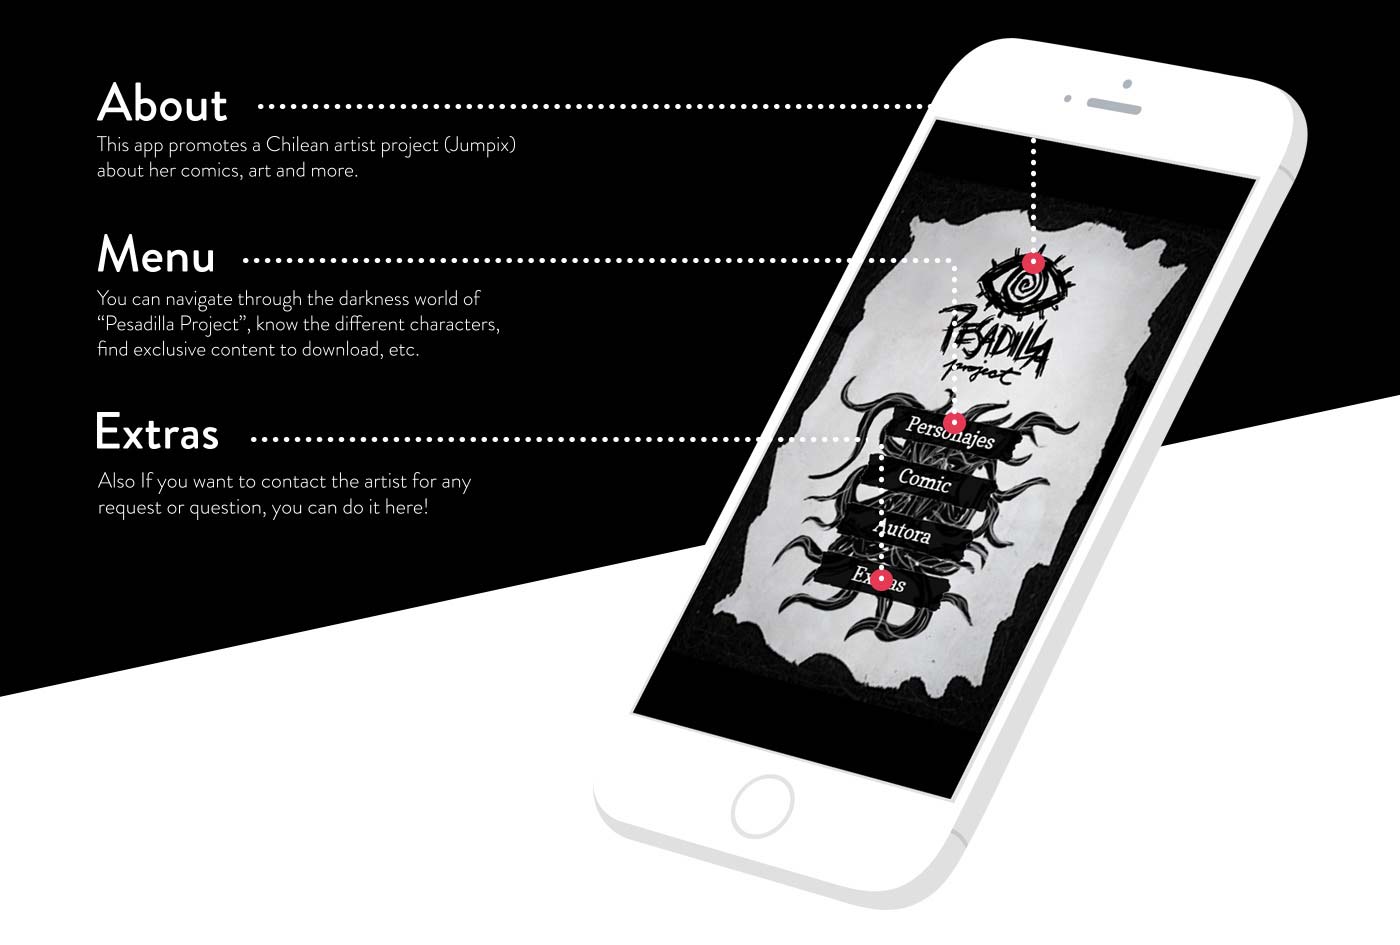 About
This app promotes a Chilean artist project (Jumpix)
about her comics, art and more.
Menu
You can navigate through the darkness world of
“Pesadilla Project”, know the different characters,
find exclusive content to download, etc.
Extras
Also If you want to contact the artist for any
request or question, you can do it here!
PESADILLA
project
Personajes
Comic
Autora
Extras